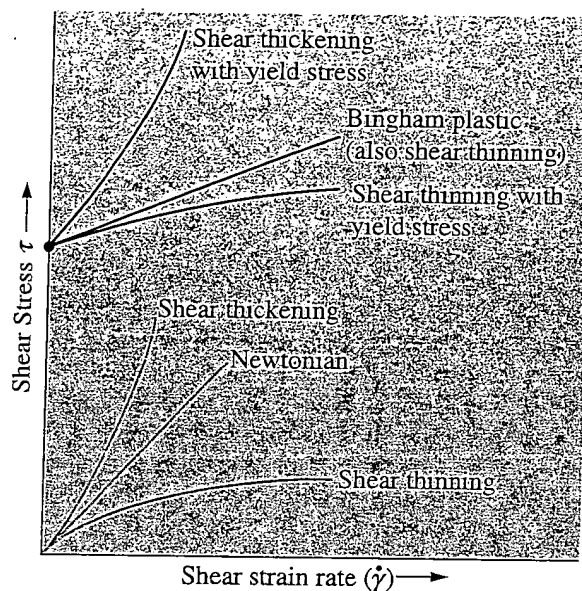 Shear thickening
with yield stress
Bingham plastic
(also shear thinning)
Shear thinning with
yield stress
Shear Stress τ →
Shear thickening
Newtonian
Shear thinning
Shear strain rate (γ̇) →